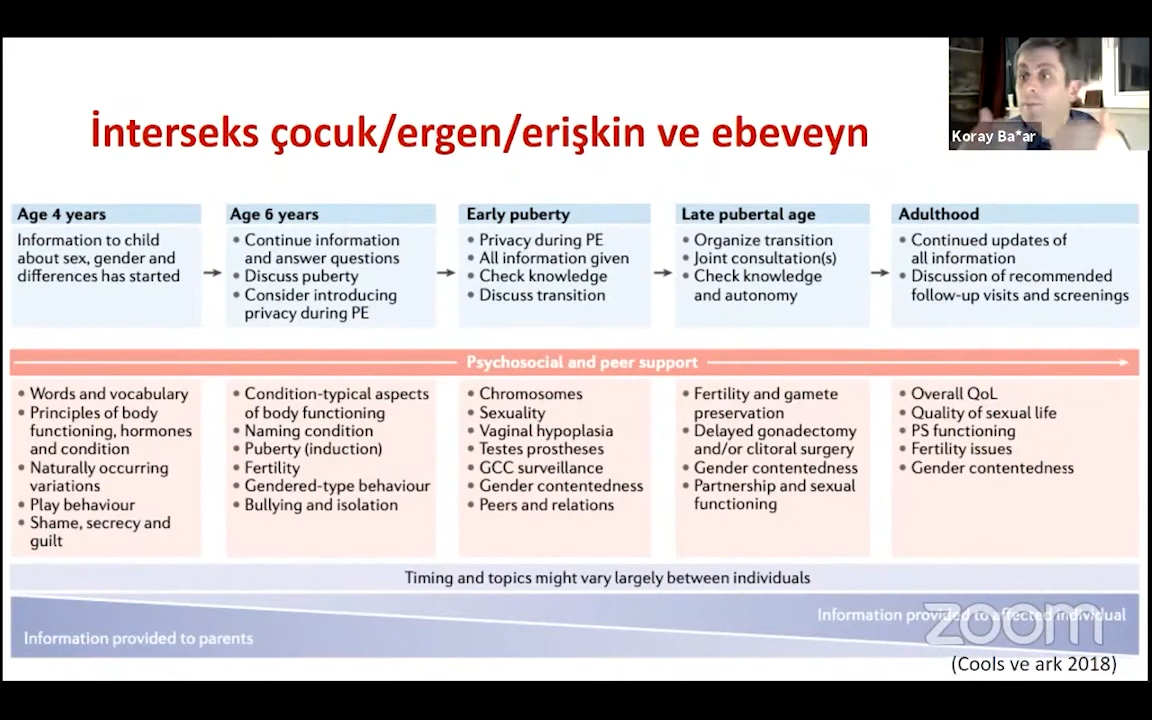 İnterseks çocuk/ergen/erişkin ve ebeveyn
Koray Ba*ar
Age 4 years
Information to child
about sex, gender and
differences has started
Age 6 years
• Continue information
and answer questions
• Discuss puberty
• Consider introducing
privacy during PE
Early puberty
• Privacy during PE
• All information given
• Check knowledge
• Discuss transition
Late pubertal age
• Organize transition
• Joint consultation(s)
• Check knowledge
and autonomy
Adulthood
• Continued updates of
all information
• Discussion of recommended
follow-up visits and screenings
Psychosocial and peer support
• Words and vocabulary
• Principles of body
functioning, hormones
and condition
• Naturally occurring
variations
• Play behaviour
• Shame, secrecy and
guilt
• Condition-typical aspects
of body functioning
• Naming condition
• Puberty (induction)
• Fertility
• Gendered-type behaviour
• Bullying and isolation
• Chromosomes
• Sexuality
• Vaginal hypoplasia
• Testes prostheses
• GCC surveillance
• Gender contentedness
• Peers and relations
• Fertility and gamete
preservation
• Delayed gonadectomy
and/or clitoral surgery
• Gender contentedness
• Partnership and sexual
functioning
• Overall QoL
• Quality of sexual life
• PS functioning
• Fertility issues
• Gender contentedness
Timing and topics might vary largely between individuals
Information provided to affected individual
Information provided to parents
zoom
(Cools ve ark 2018)